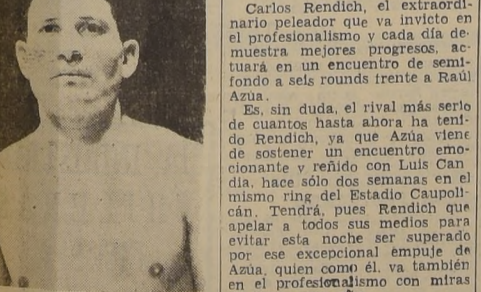 Carlos Rendich, el extraordi-
nario peleador que va invicto en
el profesionalismo y cada día de-
muestra mejores progresos, ac-
tuará en un encuentro de semi-
fondo a seis rounds frente a Raúl
Azúa.
Es, sin duda, el rival más serio
de cuantos hasta ahora ha teni-
do Rendich, ya que Azúa viene
de sostener un encuentro emo-
cionante y reñido con Luis Can
dia, hace sólo dos semanas en el
mismo ring del Estadio Caupoli-
cán. Tendrá, pues Rendich que
apelar a todos sus medios para
evitar esta noche ser superado
por ese excepcional empuje de
Azúa, quien como él, va también
en el profesionalismo con miras